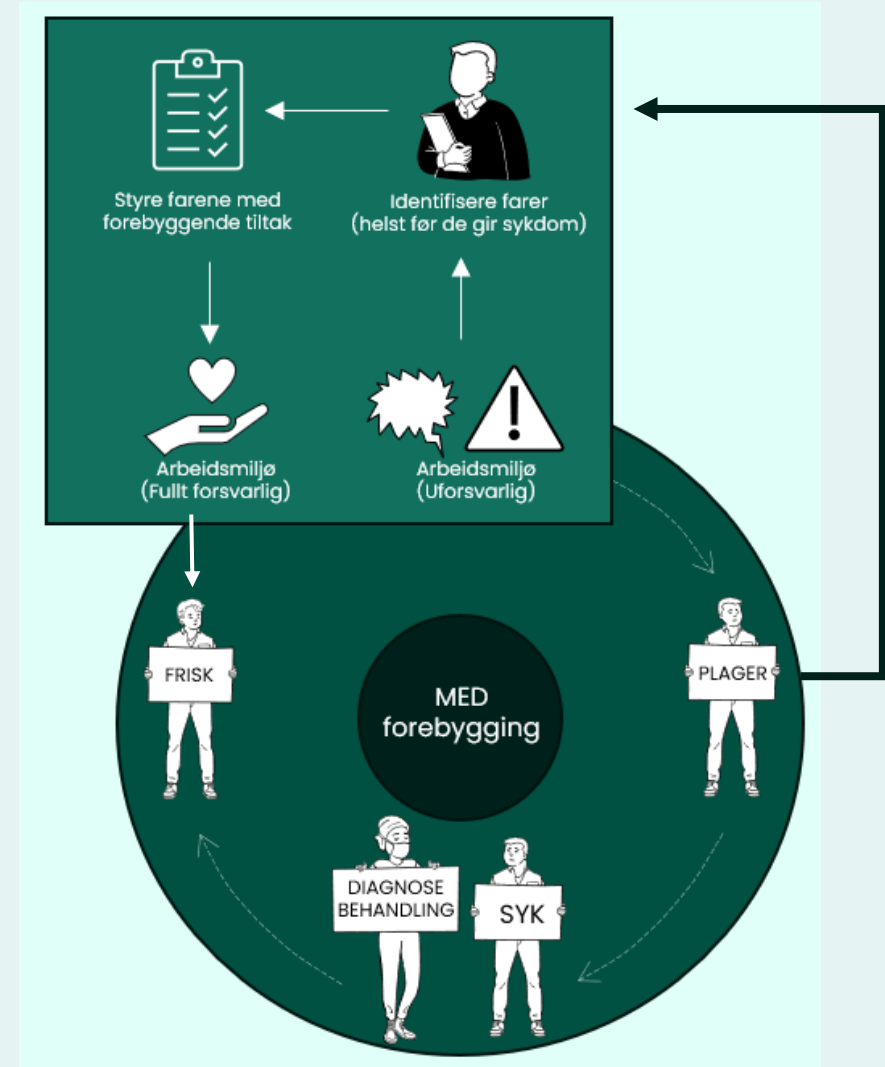 Styre farene med
forebyggende tiltak
Identifisere farer
(helst før de gir sykdom)
Arbeidsmiljø
(Fullt forsvarlig)
Arbeidsmiljø
(Uforsvarlig)
FRISK
PLAGER
MED
forebygging
DIAGNOSE
BEHANDLING
SYK